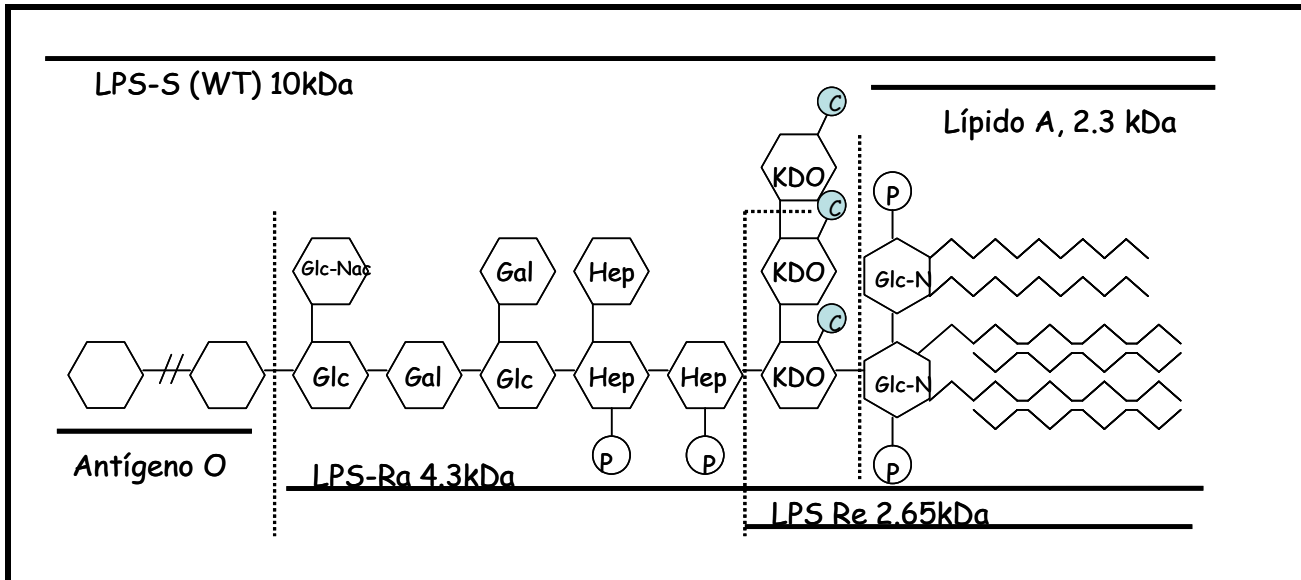 LPS-S (WT) 10kDa
Lípido A, 2.3 kDa
C
KDO
C
P
Glc-Nac
Gal
Hep
KDO
Glc-N
C
Glc
Gal
Glc
Hep
Hep
KDO
Glc-N
P
P
P
Antígeno O
LPS-Ra 4.3kDa
LPS Re 2.65kDa